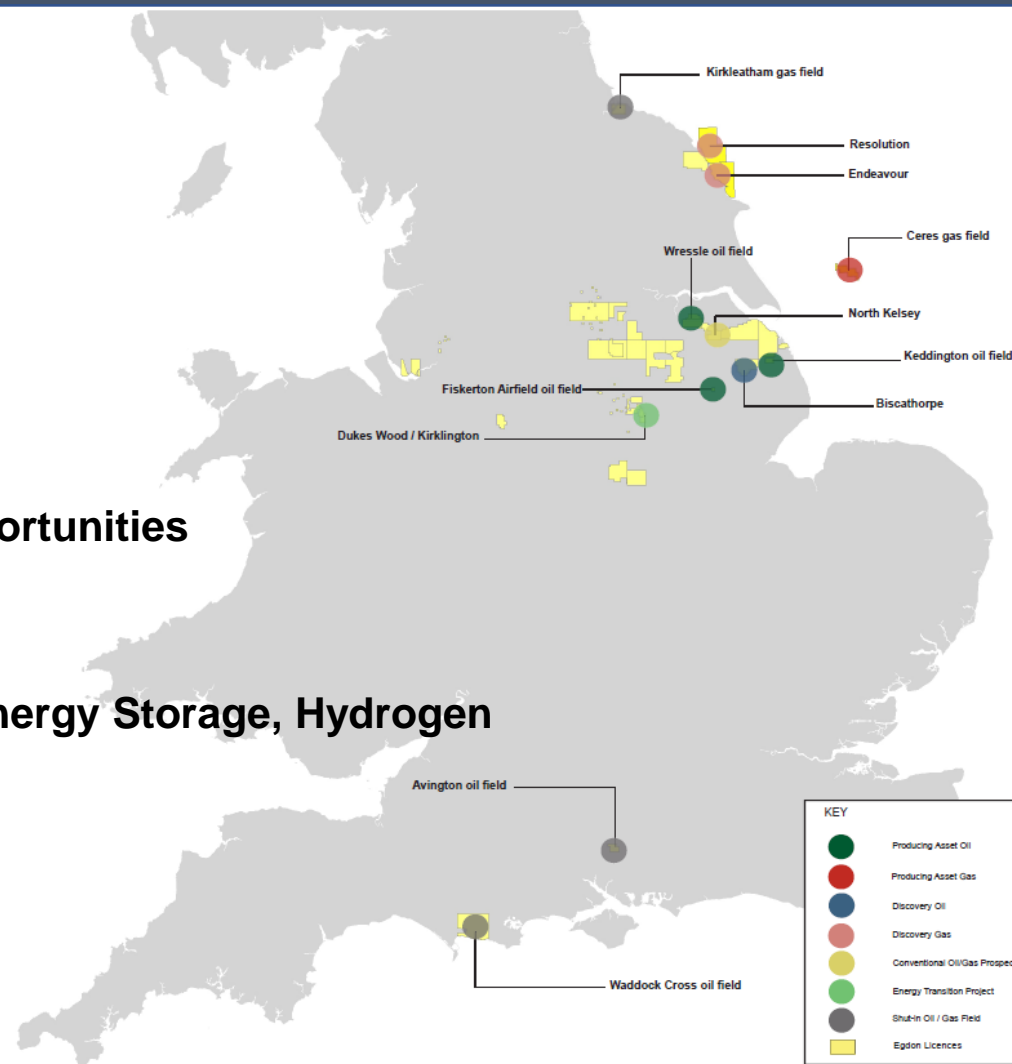 Kirkleatham gas field
Resolution
Endeavour
Ceres gas field
Wressle oil field
North Kelsey
Keddington oil field
Fiskerton Airfield oil field
Biscathorpe
Dukes Wood / Kirklington
ortunities
nergy Storage, Hydrogen
Avington oil field
Waddock Cross oil field
KEY
Producing Asset Oil
Producing Asset Gas
Discovery Oil
Discovery Gas
Conventional Oil/Gas Prospec
Energy Transition Project
Shut-in Oil / Gas Field
Egdon Licences